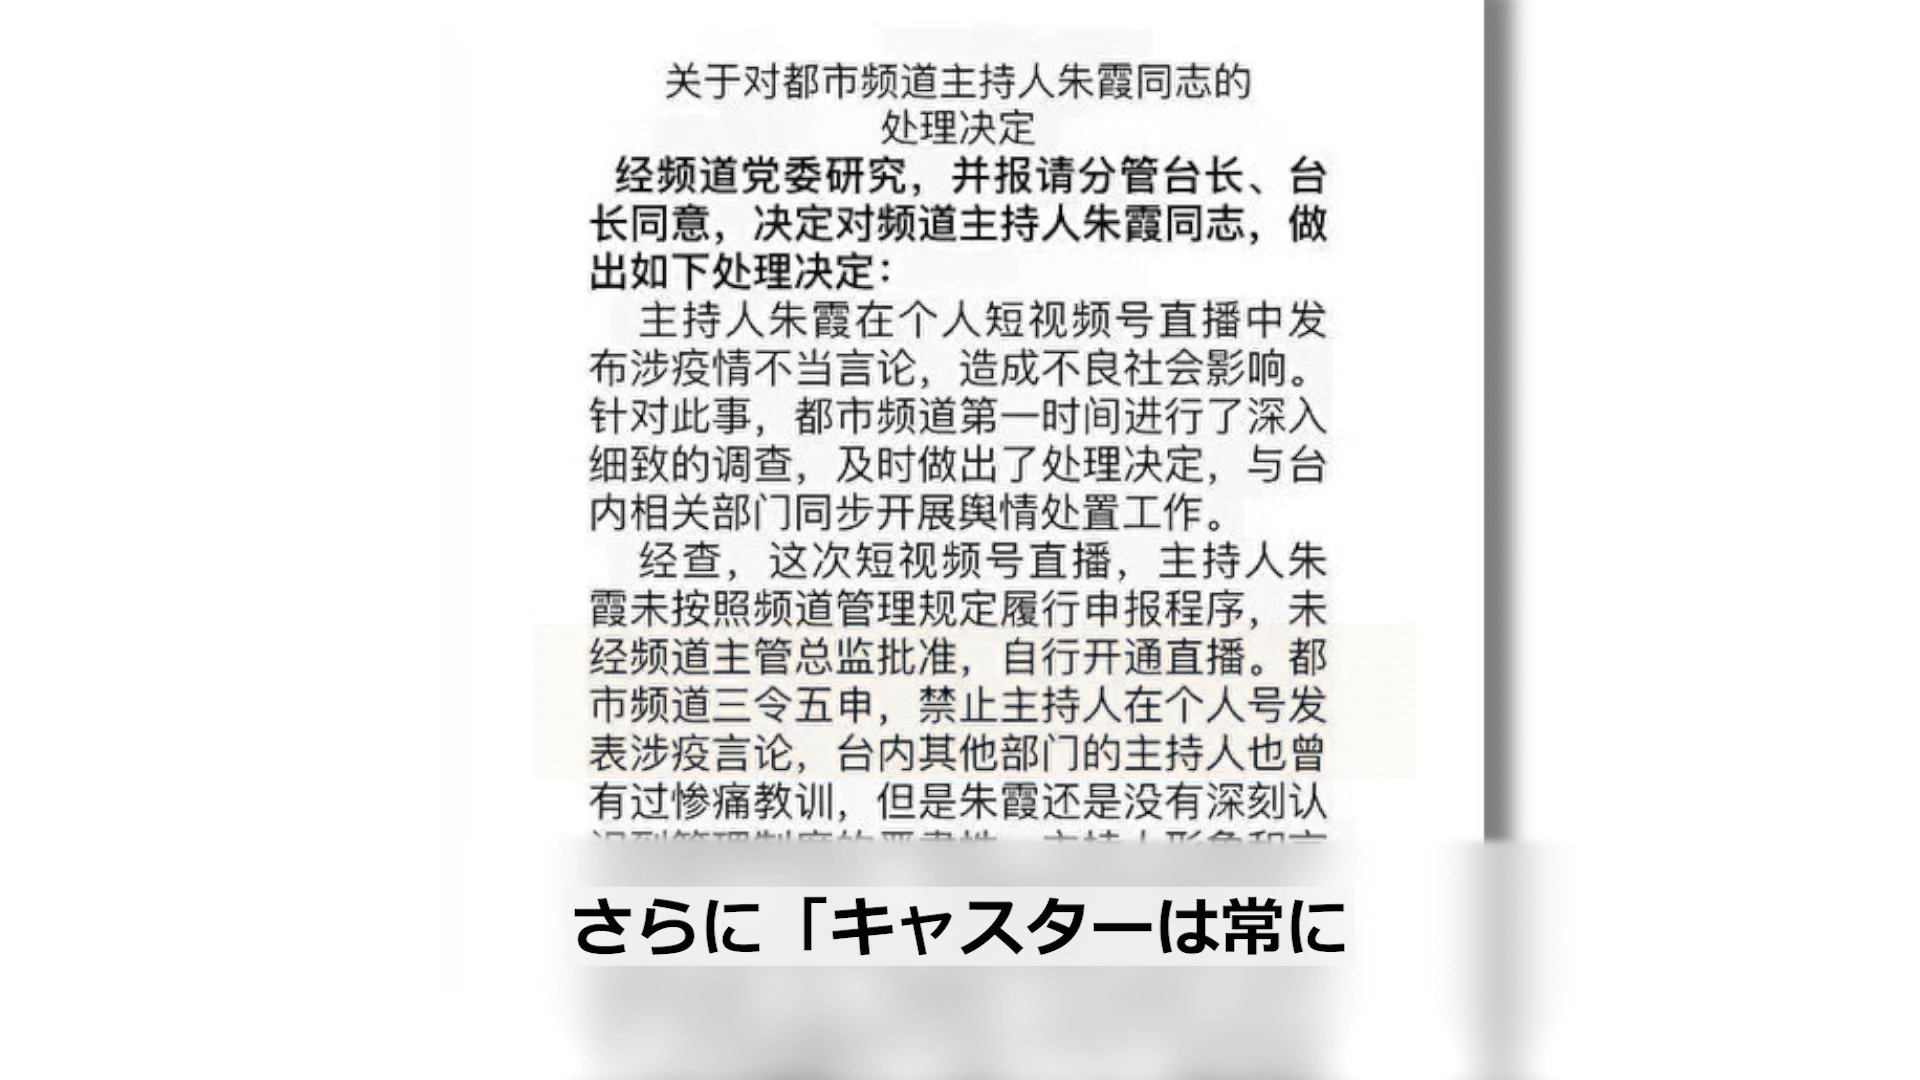 关于对都市频道主持人朱霞同志的
处理决定
经频道党委研究，并报请分管台长、台
长同意，决定对频道主持人朱霞同志，做
出如下处理决定：
主持人朱霞在个人短视频号直播中发
布涉疫情不当言论，造成不良社会影响。
针对此事，都市频道第一时间进行了深入
细致的调查，及时做出了处理决定，与台
内相关部门同步开展舆情处置工作。
经查，这次短视频号直播，主持人朱
霞未按照频道管理规定履行申报程序，未
经频道主管总监批准，自行开通直播。都
市频道三令五申，禁止主持人在个人号发
表涉疫言论，台内其他部门的主持人也曾
有过惨痛教训，但是朱霞还是没有深刻认
さらに「キャスターは常に